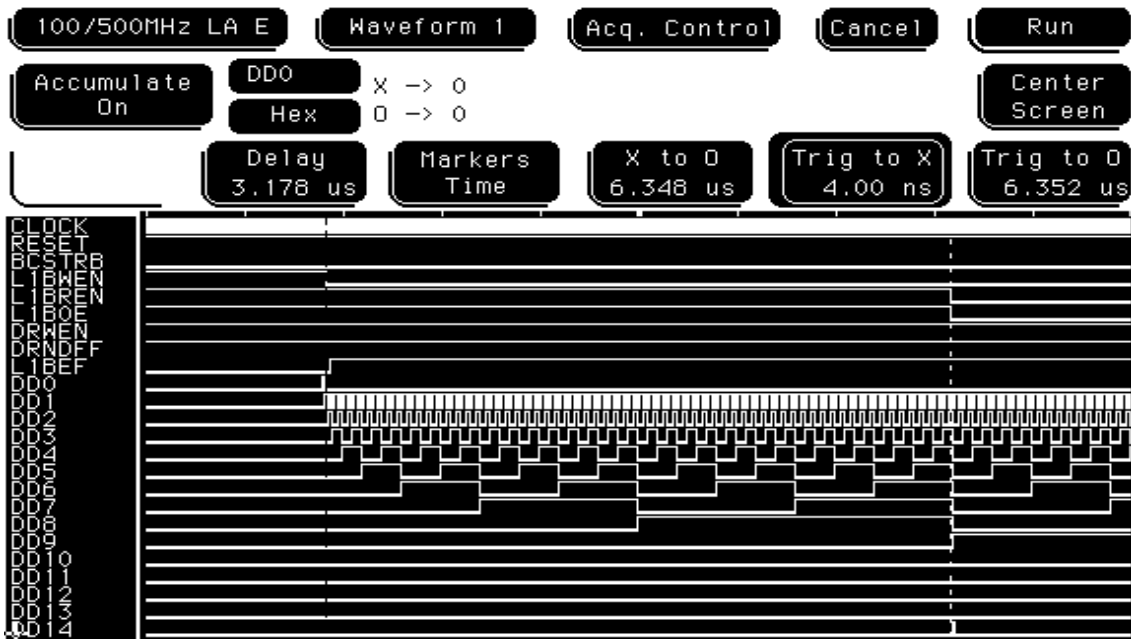 100/500MHz LA E Waveform 1 Acq. Control Cancel Run
Accumulate On DD0 X -> 0 Center Screen
Hex O -> 0
Delay 3.178 us Markers Time X to O 6.348 us Trig to X 4.00 ns Trig to O 6.352 us
CLOCK
RESET
BCSTRB
L1BWEN
L1BREN
L1BOE
DRWEN
DRNDFF
L1BEF
DD0
DD1
DD2
DD3
DD4
DD5
DD6
DD7
DD8
DD9
DD10
DD11
DD12
DD13
DD14